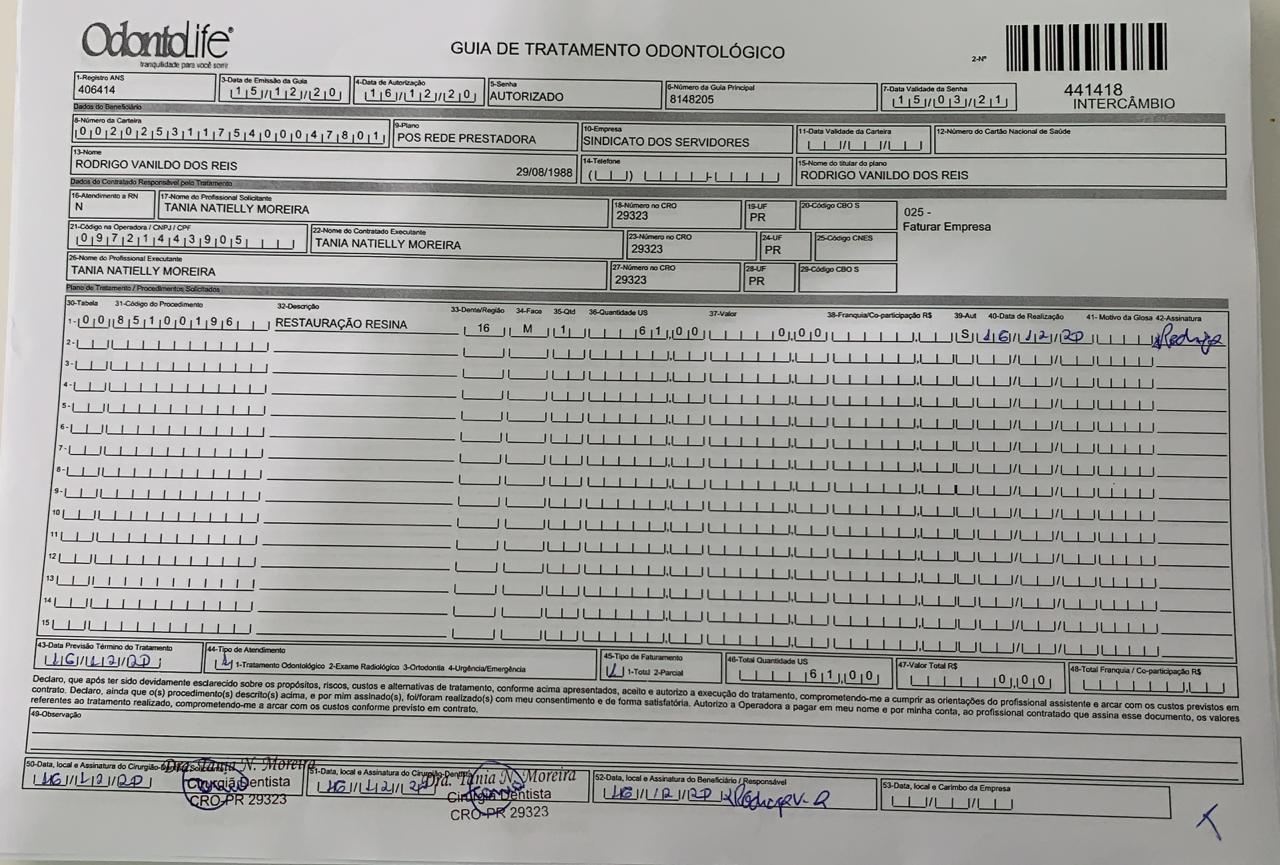 OdontoLife®
tranquilidade para você sorrir
GUIA DE TRATAMENTO ODONTOLÓGICO
2-Nº
441418
INTERCÂMBIO
1-Registro ANS
406414
3-Data de Emissão da Guia
15/12/20
4-Data de Autorização
16/12/20
5-Senha
AUTORIZADO
6-Número da Guia Principal
8148205
7-Data Validade da Senha
15/03/21
Dados do Beneficiário
8-Número da Carteira
00202531175400047801
9-Plano
POS REDE PRESTADORA
10-Empresa
SINDICATO DOS SERVIDORES
11-Data Validade da Carteira
12-Número do Cartão Nacional de Saúde
13-Nome
RODRIGO VANILDO DOS REIS 29/08/1988
14-Telefone
15-Nome do titular do plano
RODRIGO VANILDO DOS REIS
Dados do Contratado Responsável pelo Tratamento
16-Atendimento a RN
N
17-Nome do Profissional Solicitante
TANIA NATIELLY MOREIRA
18-Número no CRO
29323
19-UF
PR
20-Código CBO S
025 -
Faturar Empresa
21-Código na Operadora / CNPJ / CPF
09721443905
22-Nome do Contratado Executante
TANIA NATIELLY MOREIRA
23-Número no CRO
29323
24-UF
PR
25-Código CNES
26-Nome do Profissional Executante
TANIA NATIELLY MOREIRA
27-Número no CRO
29323
28-UF
PR
29-Código CBO S
Plano de Tratamento / Procedimentos Solicitados
30-Tabela 31-Código do Procedimento 32-Descrição 33-Dente/Região 34-Face 35-Qtd 36-Quantidade US 37-Valor 38-Franquia/Co-participação R$ 39-Aut 40-Data de Realização 41- Motivo da Glosa 42-Assinatura
1- 00 85100196 RESTAURAÇÃO RESINA 16 M 1 61,00 0,00 S 16/12/20 Rodrigo
2-
3-
4-
5-
6-
7-
8-
9-
10
11
12
13
14
15
43-Data Previsão Término do Tratamento
16/12/20
44-Tipo de Atendimento
1-Tratamento Odontológico 2-Exame Radiológico 3-Ortodontia 4-Urgência/Emergência
45-Tipo de Faturamento
1-Total 2-Parcial
46-Total Quantidade US
61,00
47-Valor Total R$
0,00
48-Total Franquia / Co-participação R$
Declaro, que após ter sido devidamente esclarecido sobre os propósitos, riscos, custos e alternativas de tratamento, conforme acima apresentados, aceito e autorizo a execução do tratamento, comprometendo-me a cumprir as orientações do profissional assistente e arcar com os custos previstos em
contrato. Declaro, ainda que o(s) procedimento(s) descrito(s) acima, e por mim assinado(s), foi/foram realizado(s) com meu consentimento e de forma satisfatória. Autorizo a Operadora a pagar em meu nome e por minha conta, ao profissional contratado que assina esse documento, os valores
referentes ao tratamento realizado, comprometendo-me a arcar com os custos conforme previsto em contrato.
49-Observação
50-Data, local e Assinatura do Cirurgião-Dentista Solicitante
16/12/20
Dra. Tania N. Moreira
Cirurgiã Dentista
CRO-PR 29323
51-Data, local e Assinatura do Cirurgião-Dentista
16/12/20
Dra. Tania N. Moreira
Cirurgiã Dentista
CRO-PR 29323
52-Data, local e Assinatura do Beneficiário / Responsável
16/12/20 Rodrigo V. R
53-Data, local e Carimbo da Empresa